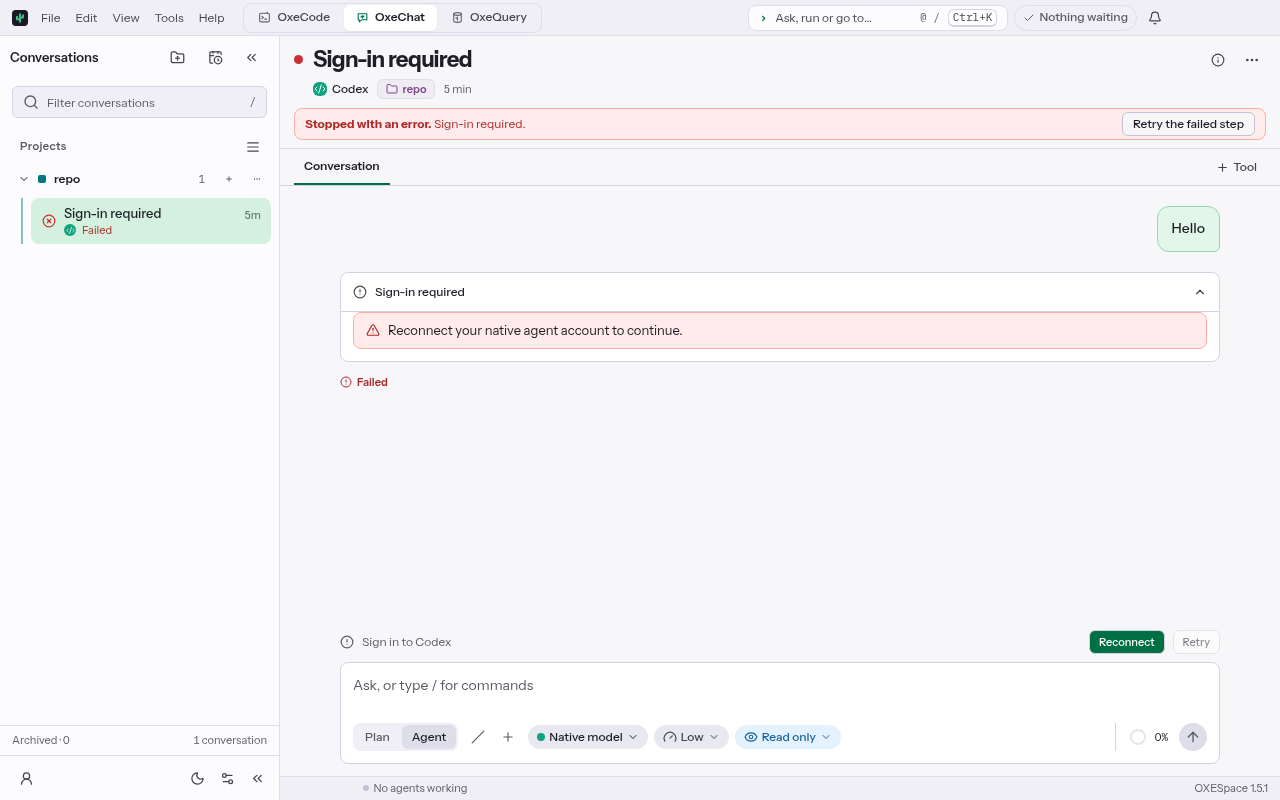 File Edit View Tools Help OxeCode OxeChat OxeQuery Ask, run or go to... @ / Ctrl+K Nothing waiting
Conversations
Filter conversations /
Projects
repo 1 + ···
Sign-in required 5m
Failed
Archived · 0 1 conversation
Sign-in required
Codex repo 5 min
Stopped with an error. Sign-in required. Retry the failed step
Conversation + Tool
Hello
Sign-in required
Reconnect your native agent account to continue.
Failed
Sign in to Codex Reconnect Retry
Ask, or type / for commands
Plan Agent Native model Low Read only 0%
No agents working OXESpace 1.5.1